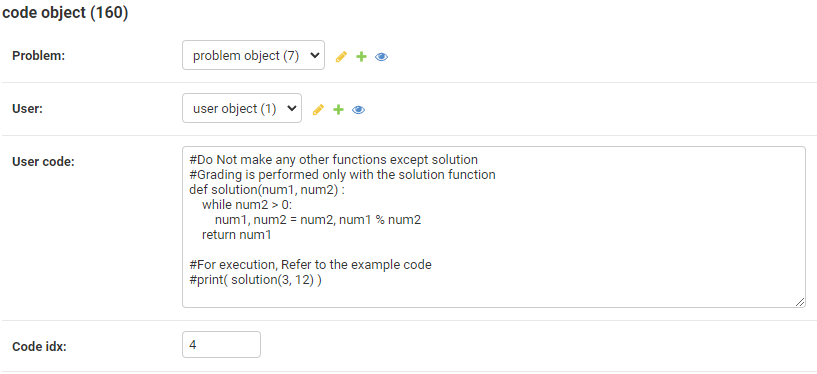 code object (160)
Problem: problem object (7)
User: user object (1)
User code:
#Do Not make any other functions except solution
#Grading is performed only with the solution function
def solution(num1, num2) :
    while num2 > 0:
        num1, num2 = num2, num1 % num2
    return num1

#For execution, Refer to the example code
#print( solution(3, 12) )
Code idx: 4